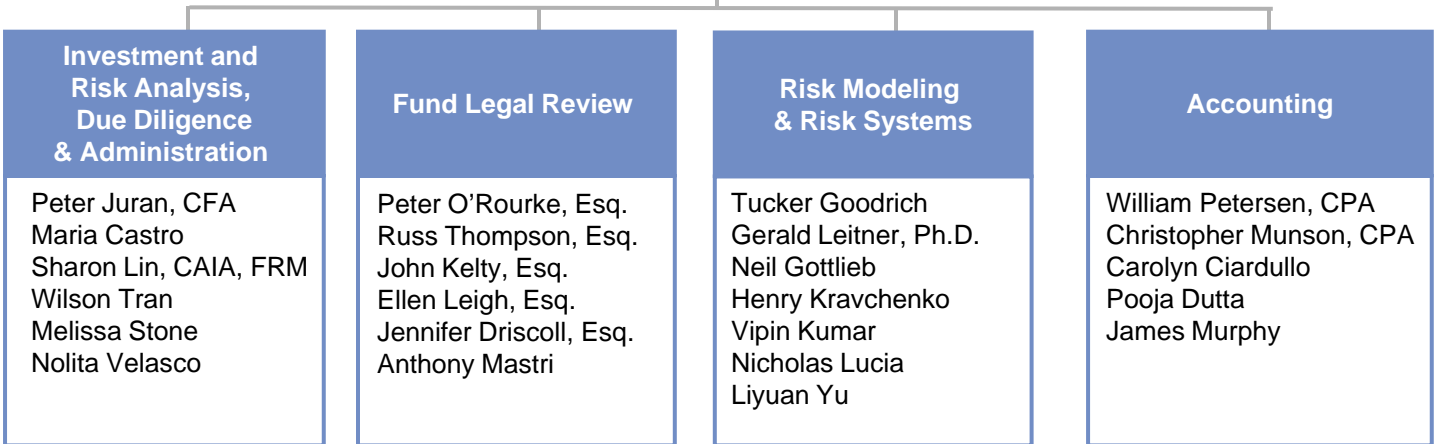 Investment and
Risk Analysis,
Due Diligence
& Administration
Peter Juran, CFA
Maria Castro
Sharon Lin, CAIA, FRM
Wilson Tran
Melissa Stone
Nolita Velasco
Fund Legal Review
Peter O’Rourke, Esq.
Russ Thompson, Esq.
John Kelty, Esq.
Ellen Leigh, Esq.
Jennifer Driscoll, Esq.
Anthony Mastri
Risk Modeling
& Risk Systems
Tucker Goodrich
Gerald Leitner, Ph.D.
Neil Gottlieb
Henry Kravchenko
Vipin Kumar
Nicholas Lucia
Liyuan Yu
Accounting
William Petersen, CPA
Christopher Munson, CPA
Carolyn Ciardullo
Pooja Dutta
James Murphy